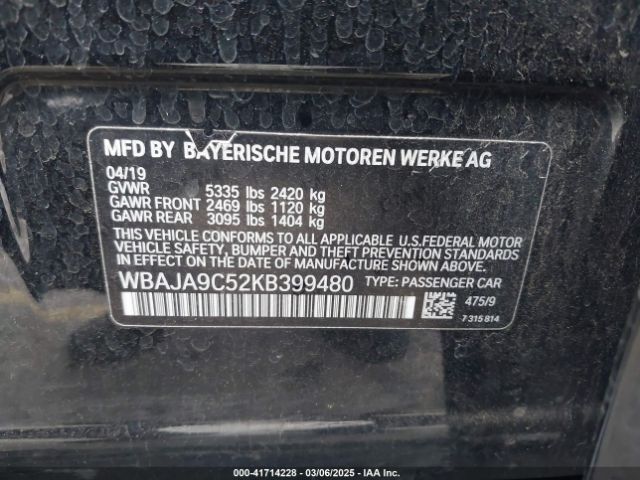 MFD BY BAYERISCHE MOTOREN WERKE AG
04/19
GVWR 5335 lbs 2420 kg
GAWR FRONT 2469 lbs 1120 kg
GAWR REAR 3095 lbs 1404 kg
THIS VEHICLE CONFORMS TO ALL APPLICABLE U.S.FEDERAL MOTOR
VEHICLE SAFETY, BUMPER AND THEFT PREVENTION STANDARDS
IN EFFECT ON THE DATE OF MANUFACTURE SHOWN ABOVE.
WBAJA9C52KB399480 TYPE: PASSENGER CAR
475/9
7 315 814
000-41714228 - 03/06/2025 - IAA Inc.